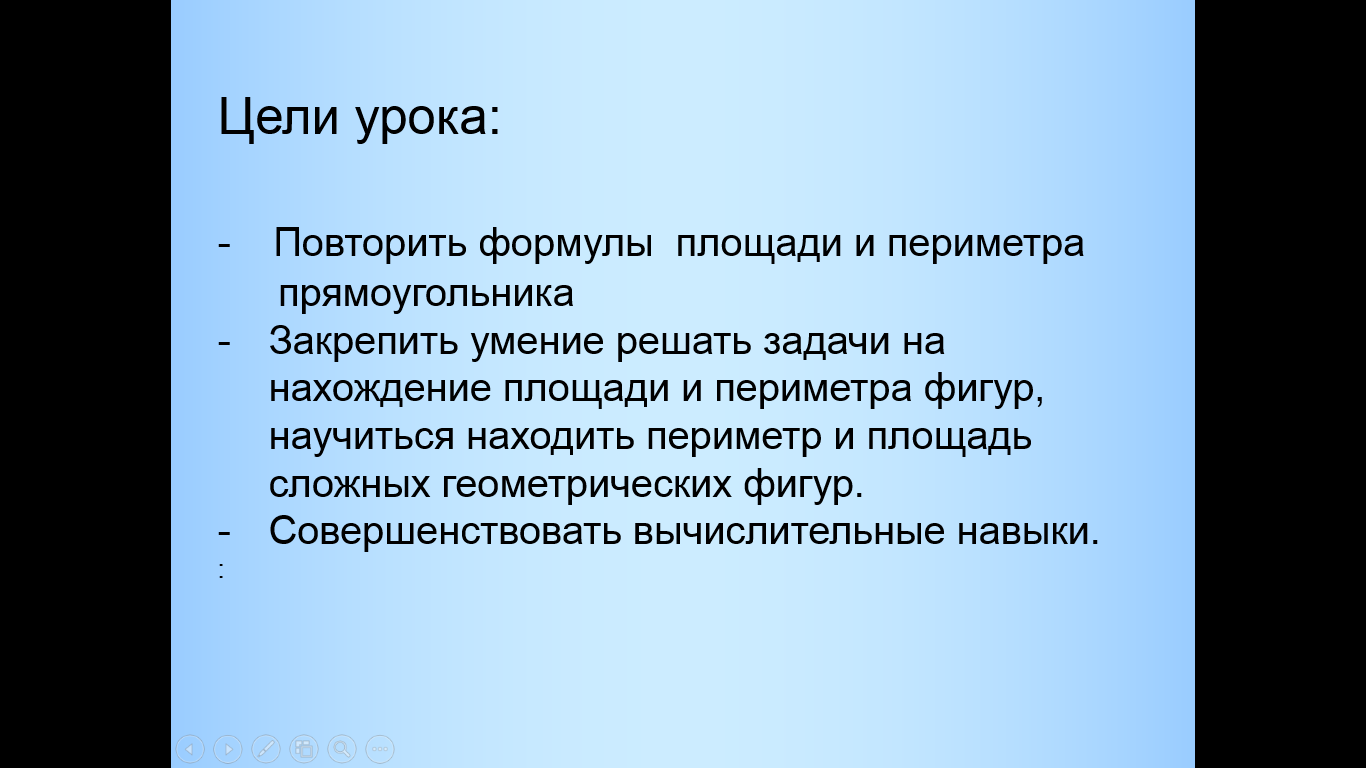 Цели урока:
- Повторить формулы площади и периметра
прямоугольника
- Закрепить умение решать задачи на
нахождение площади и периметра фигур,
научиться находить периметр и площадь
сложных геометрических фигур.
- Совершенствовать вычислительные навыки.
: